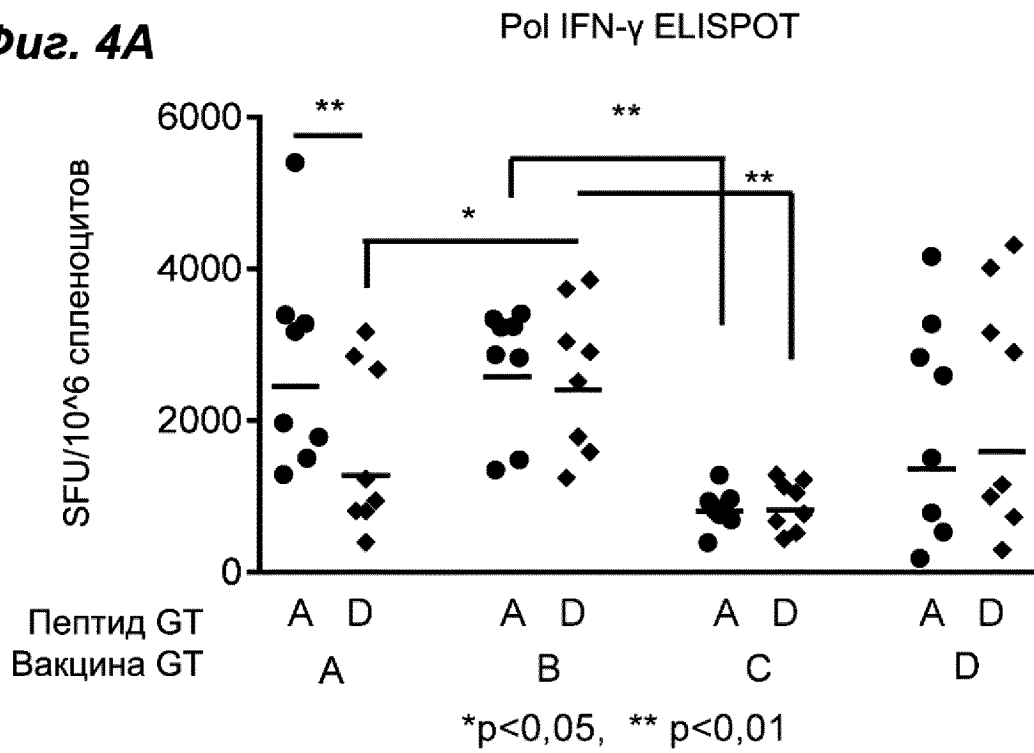 Фиг. 4A
Pol IFN-γ ELISPOT
SFU/10^6 спленоцитов
6000
4000
2000
0
**
**
**
*
Пептид GT A D A D A D A D
Вакцина GT A B C D
*p<0,05, ** p<0,01